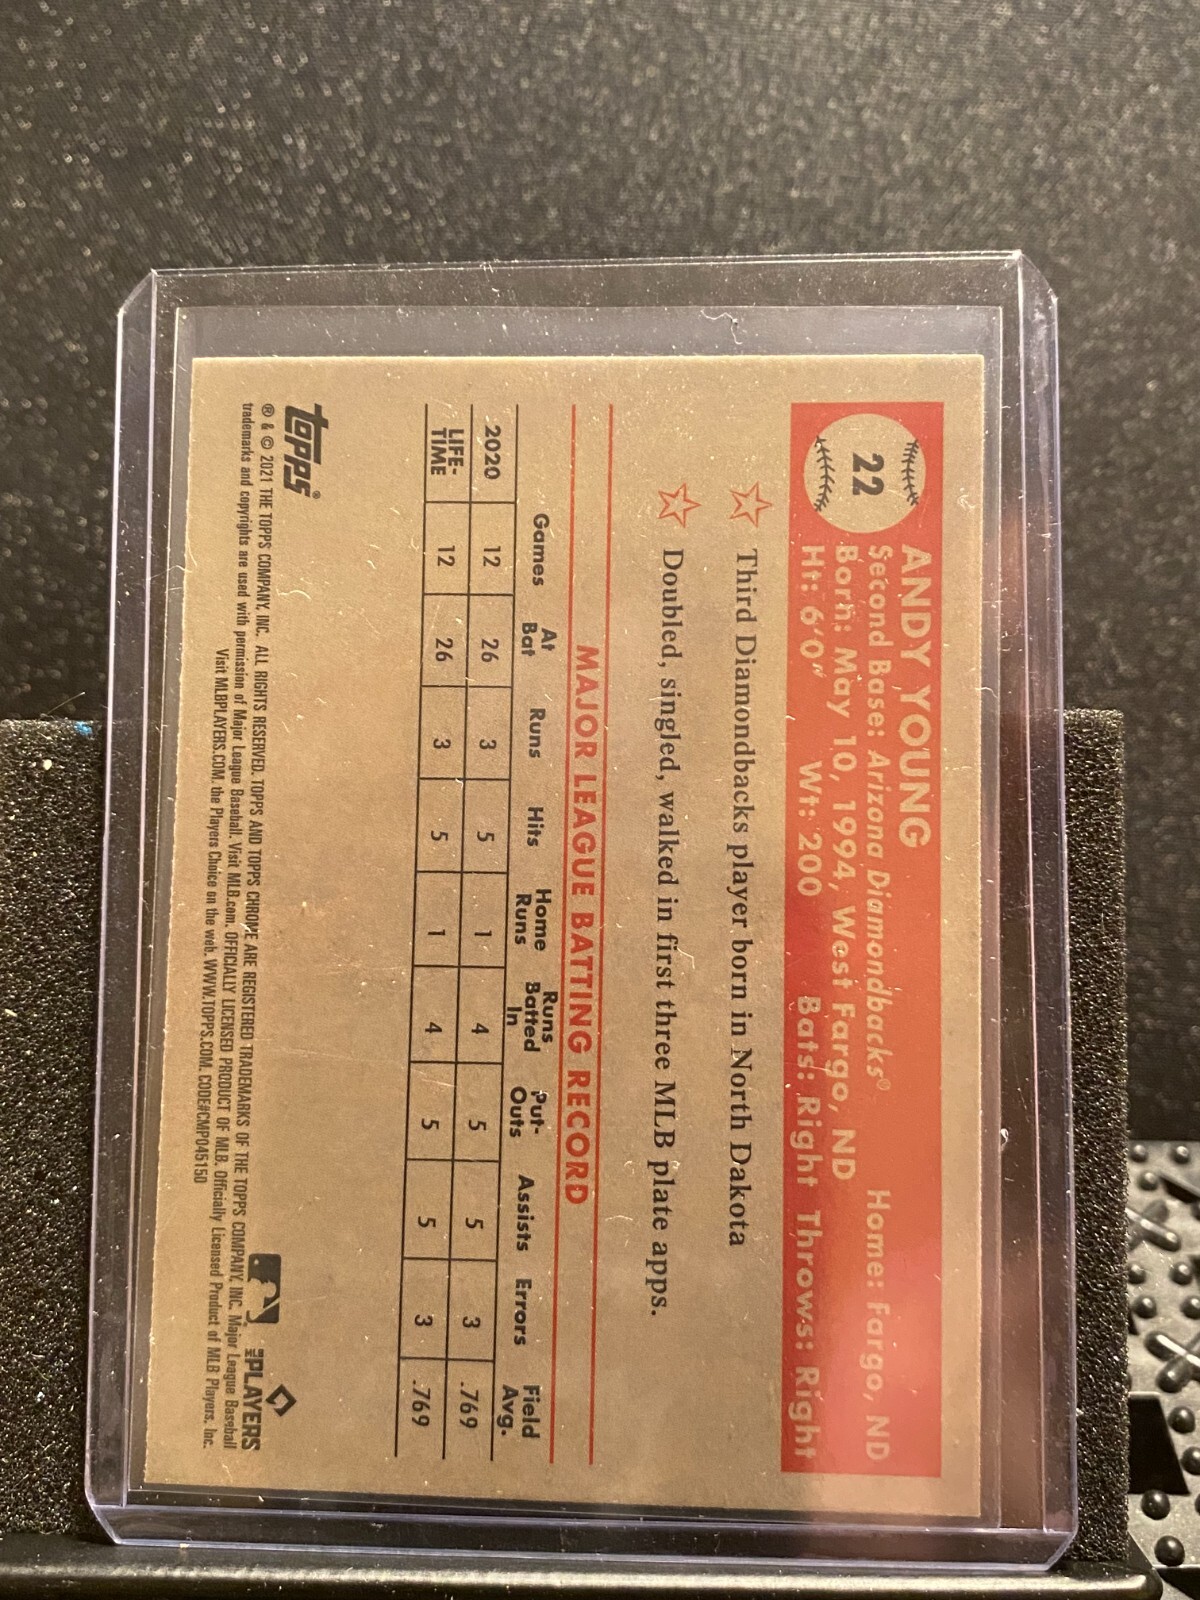 22
ANDY YOUNG
Second Base: Arizona Diamondbacks® Home: Fargo, ND
Born: May 10, 1994, West Fargo, ND
Ht: 6'0" Wt: 200 Bats: Right Throws: Right
Third Diamondbacks player born in North Dakota
Doubled, singled, walked in first three MLB plate apps.
MAJOR LEAGUE BATTING RECORD
Games At Bat Runs Hits Home Runs Runs Batted In Put-Outs Assists Errors Field Avg.
2020 12 26 3 5 1 4 5 5 3 .769
LIFE-TIME 12 26 3 5 1 4 5 5 3 .769
topps®
MLB PLAYERS
® & © 2021 THE TOPPS COMPANY, INC. ALL RIGHTS RESERVED. TOPPS AND TOPPS CHROME ARE REGISTERED TRADEMARKS OF THE TOPPS COMPANY, INC. Major League Baseball
trademarks and copyrights are used with permission of Major League Baseball. Visit MLB.com. OFFICIALLY LICENSED PRODUCT OF MLB. Officially Licensed Product of MLB Players, Inc.
Visit MLBPLAYERS.COM, the Players Choice on the web. WWW.TOPPS.COM. CODE#CMP045150